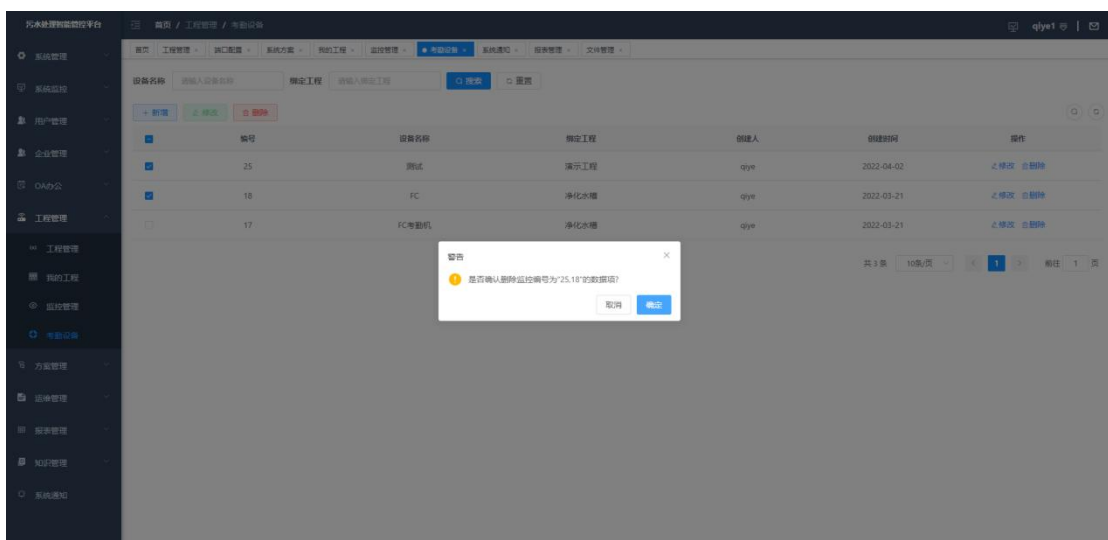 污水处理智能管控平台
首页 / 工程管理 / 考勤设备
qiye1
首页 工程管理 端口配置 系统方案 我的工程 监控管理 考勤设备 系统通知 报表管理 文件管理
设备名称 请输入设备名称 绑定工程 请输入绑定工程 搜索 重置
+ 新增 修改 删除
编号 设备名称 绑定工程 创建人 创建时间 操作
25 测试 演示工程 qiye 2022-04-02 修改 删除
18 FC 净化水槽 qiye 2022-03-21 修改 删除
17 FC考勤机 净化水槽 qiye 2022-03-21 修改 删除
共 3 条 10条/页 1 前往 1 页
系统管理
系统监控
用户管理
企业管理
OA办公
工程管理
工程管理
我的工程
监控管理
考勤设备
方案管理
运维管理
报表管理
知识管理
系统通知
警告
是否确认删除监控编号为"25,18"的数据项?
取消 确定